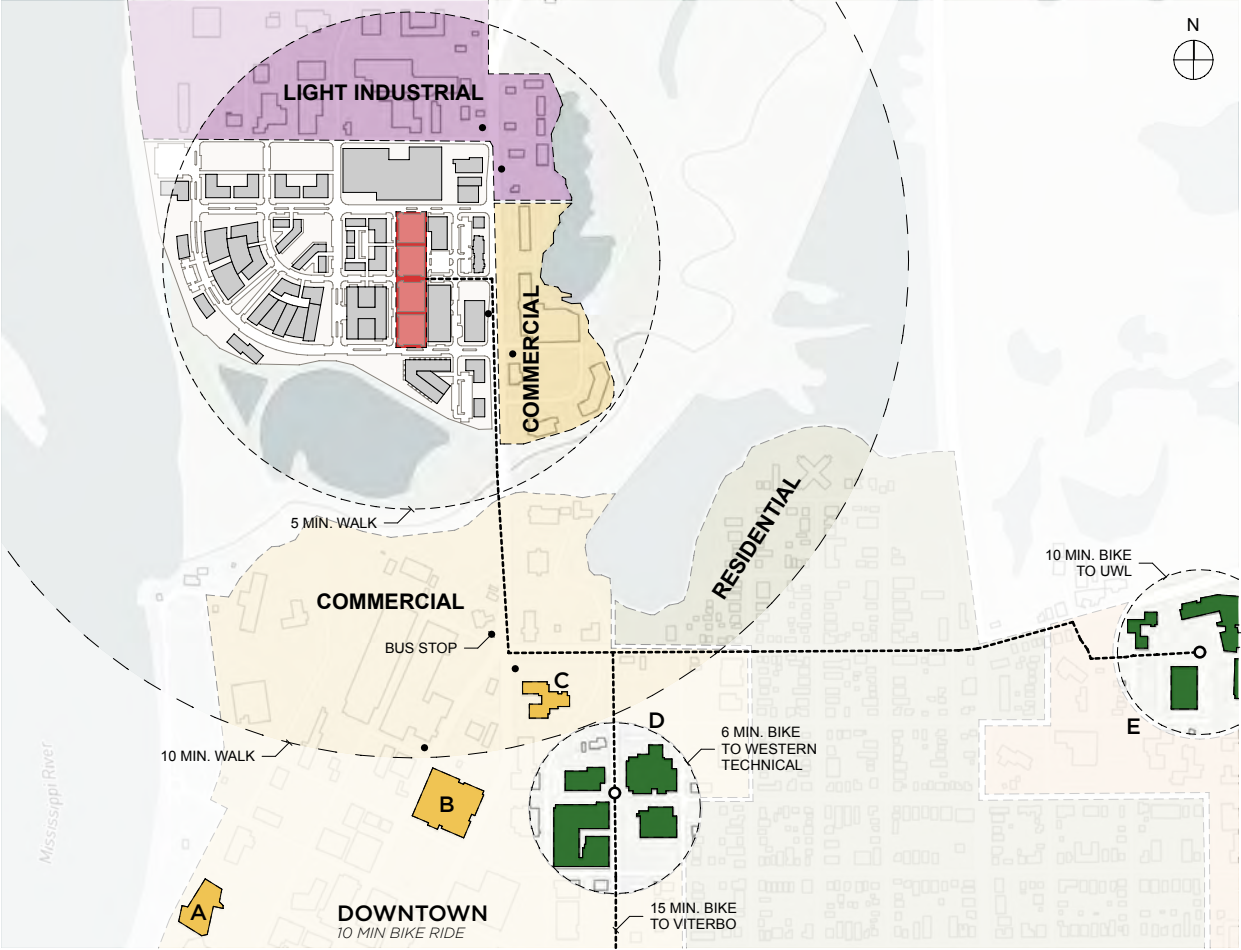 N
LIGHT INDUSTRIAL
COMMERCIAL
5 MIN. WALK
RESIDENTIAL
10 MIN. BIKE
TO UWL
COMMERCIAL
BUS STOP
C
D
E
6 MIN. BIKE
TO WESTERN
TECHNICAL
10 MIN. WALK
B
Mississippi River
A
DOWNTOWN
10 MIN BIKE RIDE
15 MIN. BIKE
TO VITERBO